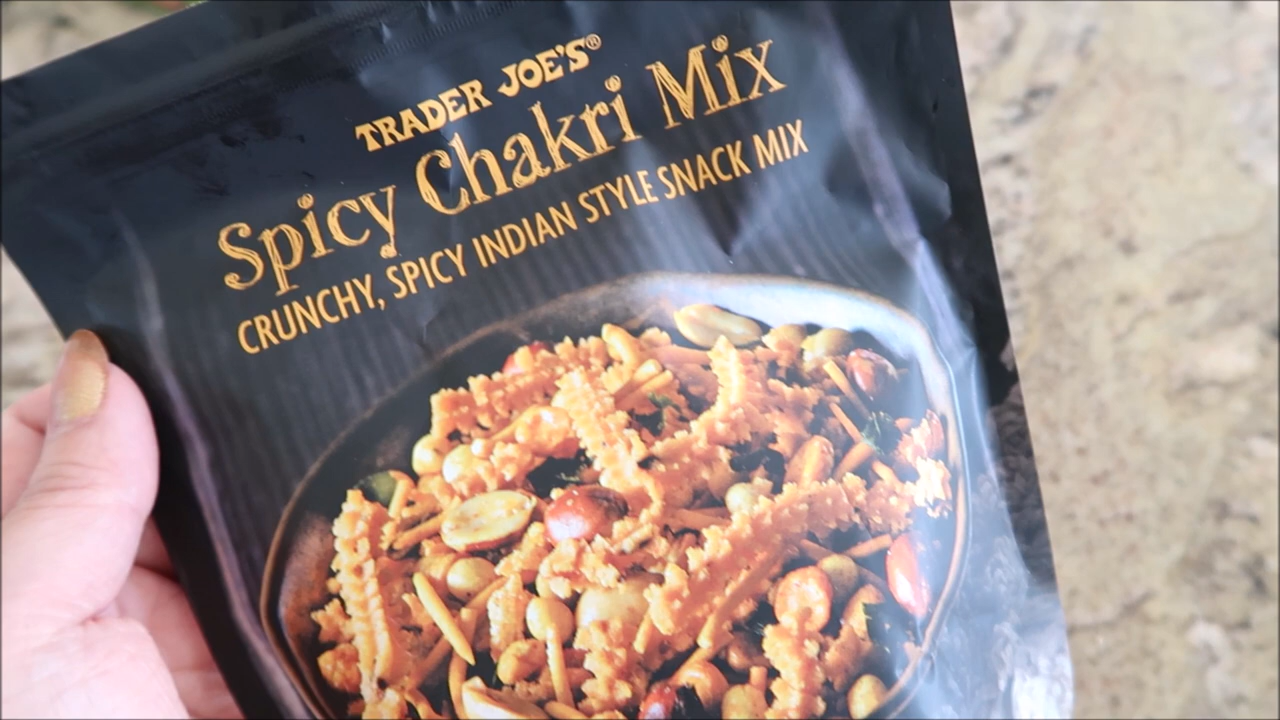 TRADER JOE'S®
Spicy Chakri Mix
CRUNCHY, SPICY INDIAN STYLE SNACK MIX